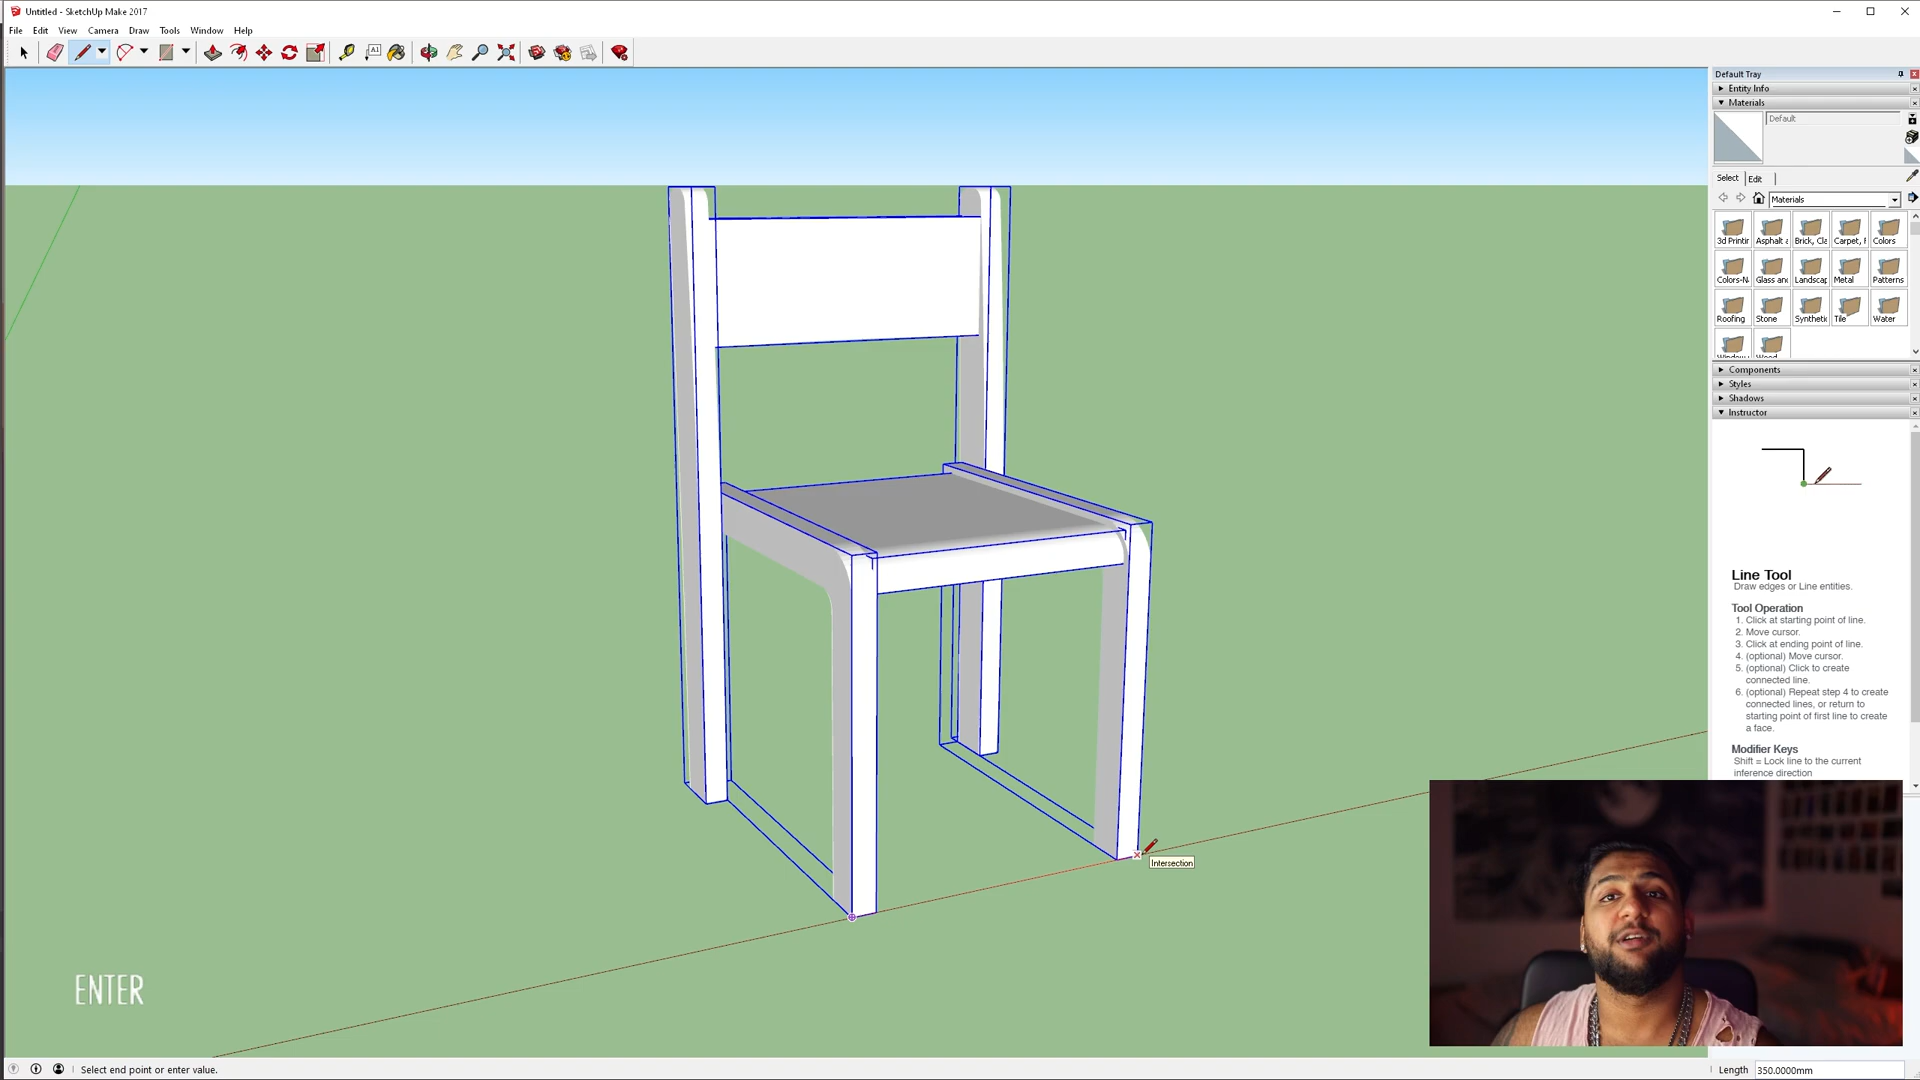 Untitled - SketchUp Make 2017
File Edit View Camera Draw Tools Window Help
A1
Default Tray
Entity Info
Materials
Default
Select Edit
Materials
3d Printir Asphalt a Brick, Cla Carpet, F Colors
Colors-N Glass and Landscap Metal Patterns
Roofing Stone Syntheti Tile Water
Window Wood
Components
Styles
Shadows
Instructor
Line Tool
Draw edges or Line entities.
Tool Operation
1. Click at starting point of line.
2. Move cursor.
3. Click at ending point of line.
4. (optional) Move cursor.
5. (optional) Click to create
connected line.
6. (optional) Repeat step 4 to create
connected lines, or return to
starting point of first line to create
a face.
Modifier Keys
Shift = Lock line to the current
inference direction
Intersection
ENTER
Select end point or enter value.
Length 350.0000mm